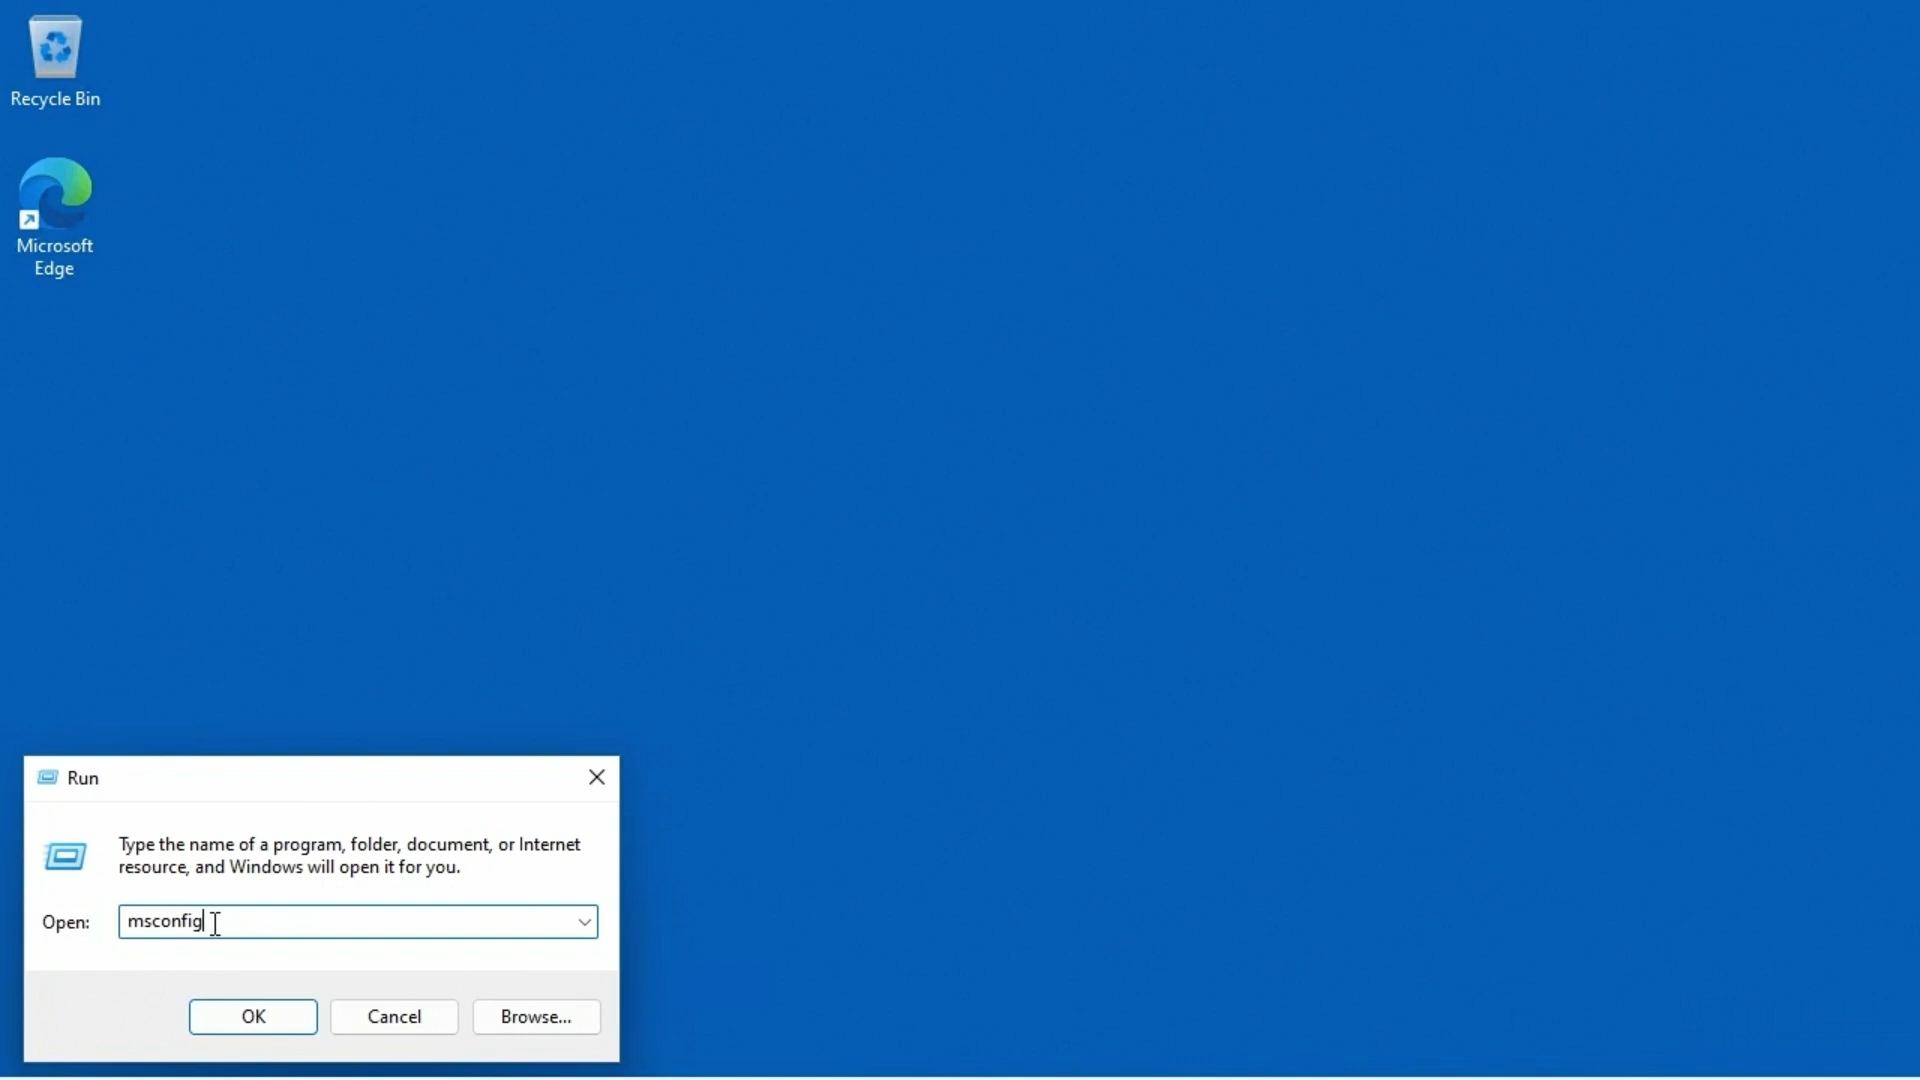 Recycle Bin
Microsoft
Edge
Run
Type the name of a program, folder, document, or Internet
resource, and Windows will open it for you.
Open:
msconfig
OK
Cancel
Browse...